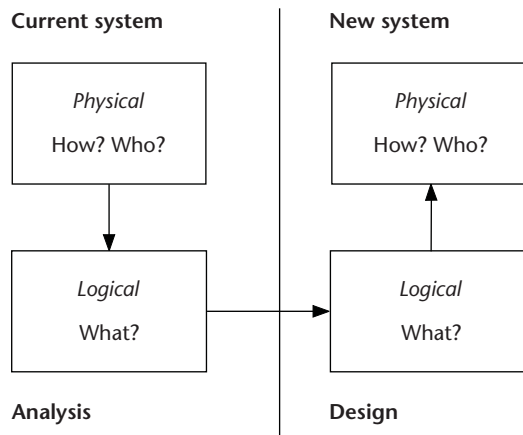 Current system
New system
Physical
How? Who?
Physical
How? Who?
Logical
What?
Logical
What?
Analysis
Design